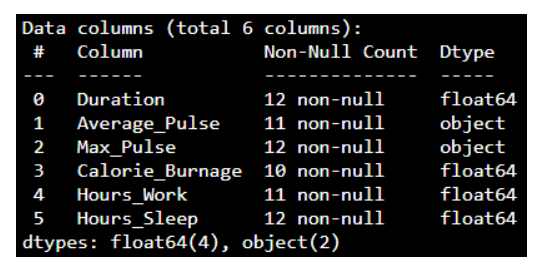 Data columns (total 6 columns):
 #   Column           Non-Null Count  Dtype
---  ------           --------------  -----
 0   Duration         12 non-null     float64
 1   Average_Pulse    11 non-null     object
 2   Max_Pulse        12 non-null     object
 3   Calorie_Burnage  10 non-null     float64
 4   Hours_Work       11 non-null     float64
 5   Hours_Sleep      12 non-null     float64
dtypes: float64(4), object(2)